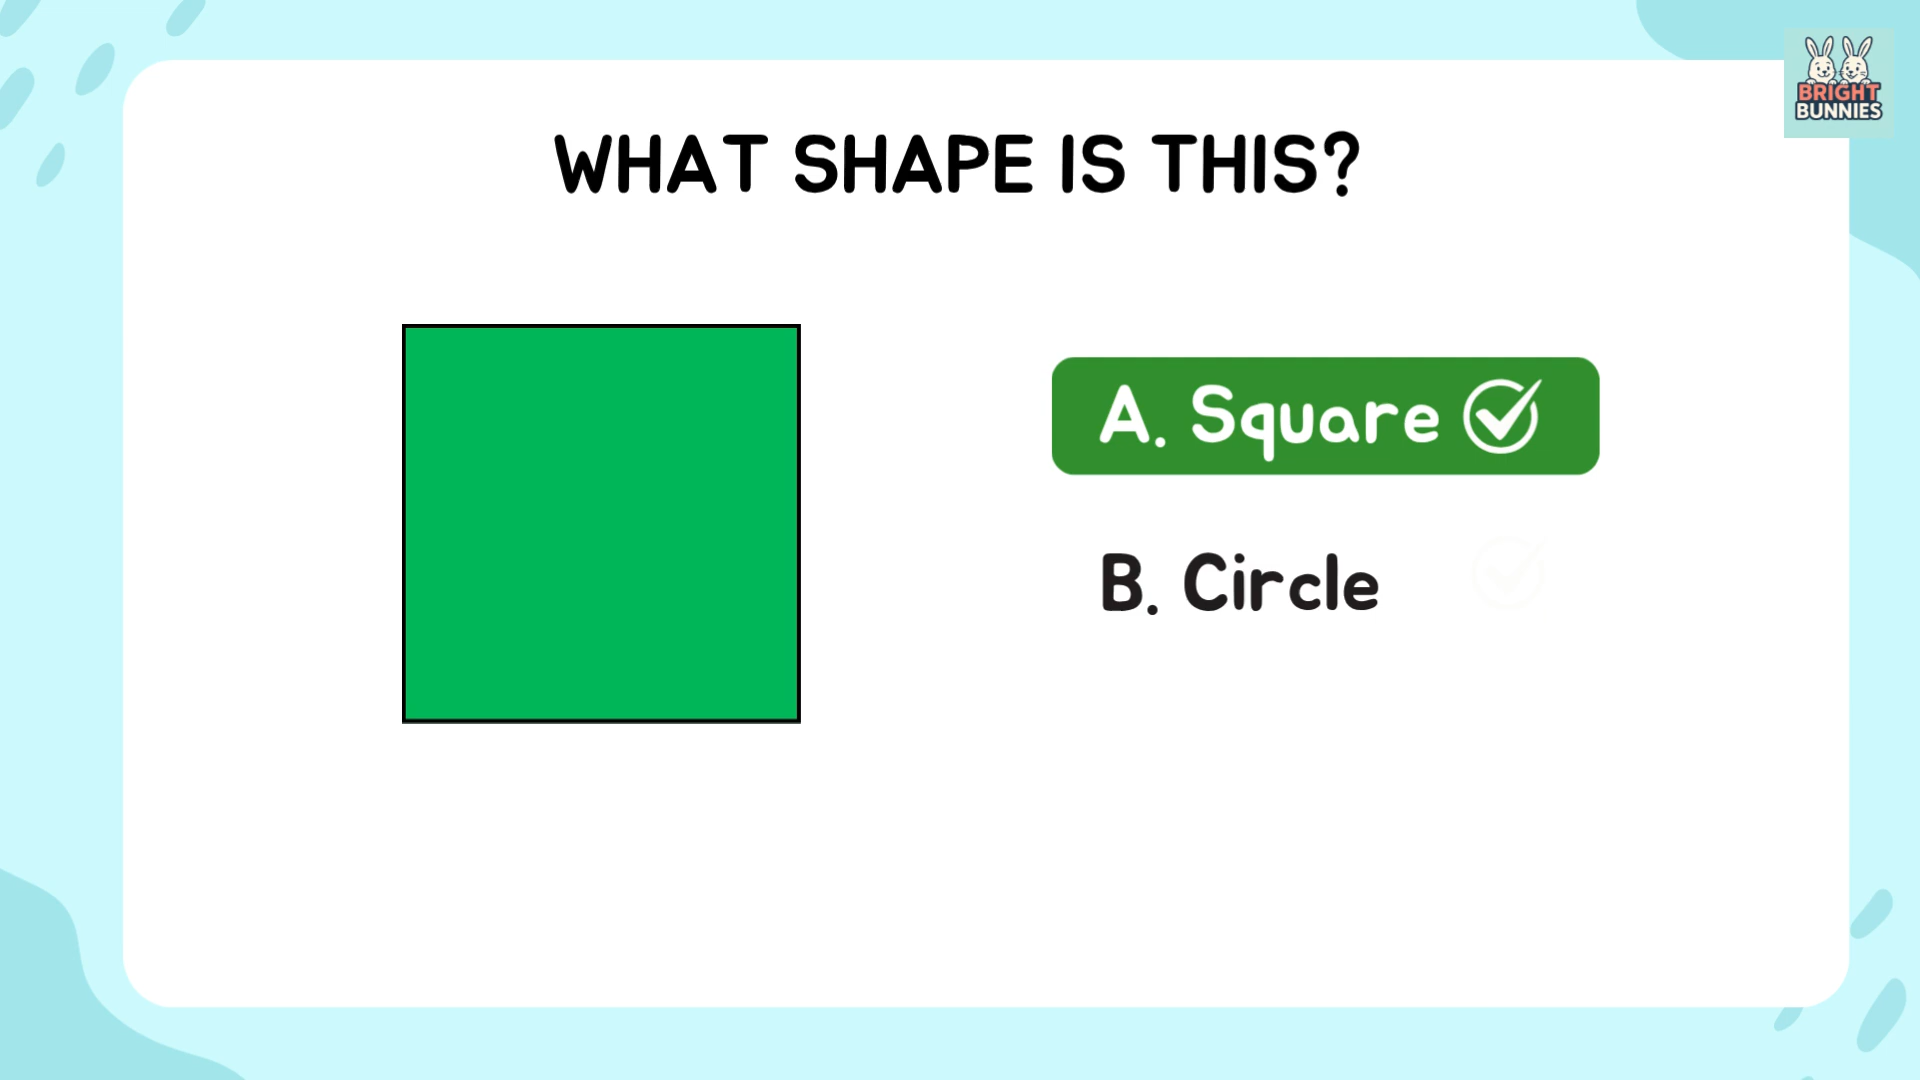 BRIGHT
BUNNIES
WHAT SHAPE IS THIS?
A. Square
B. Circle